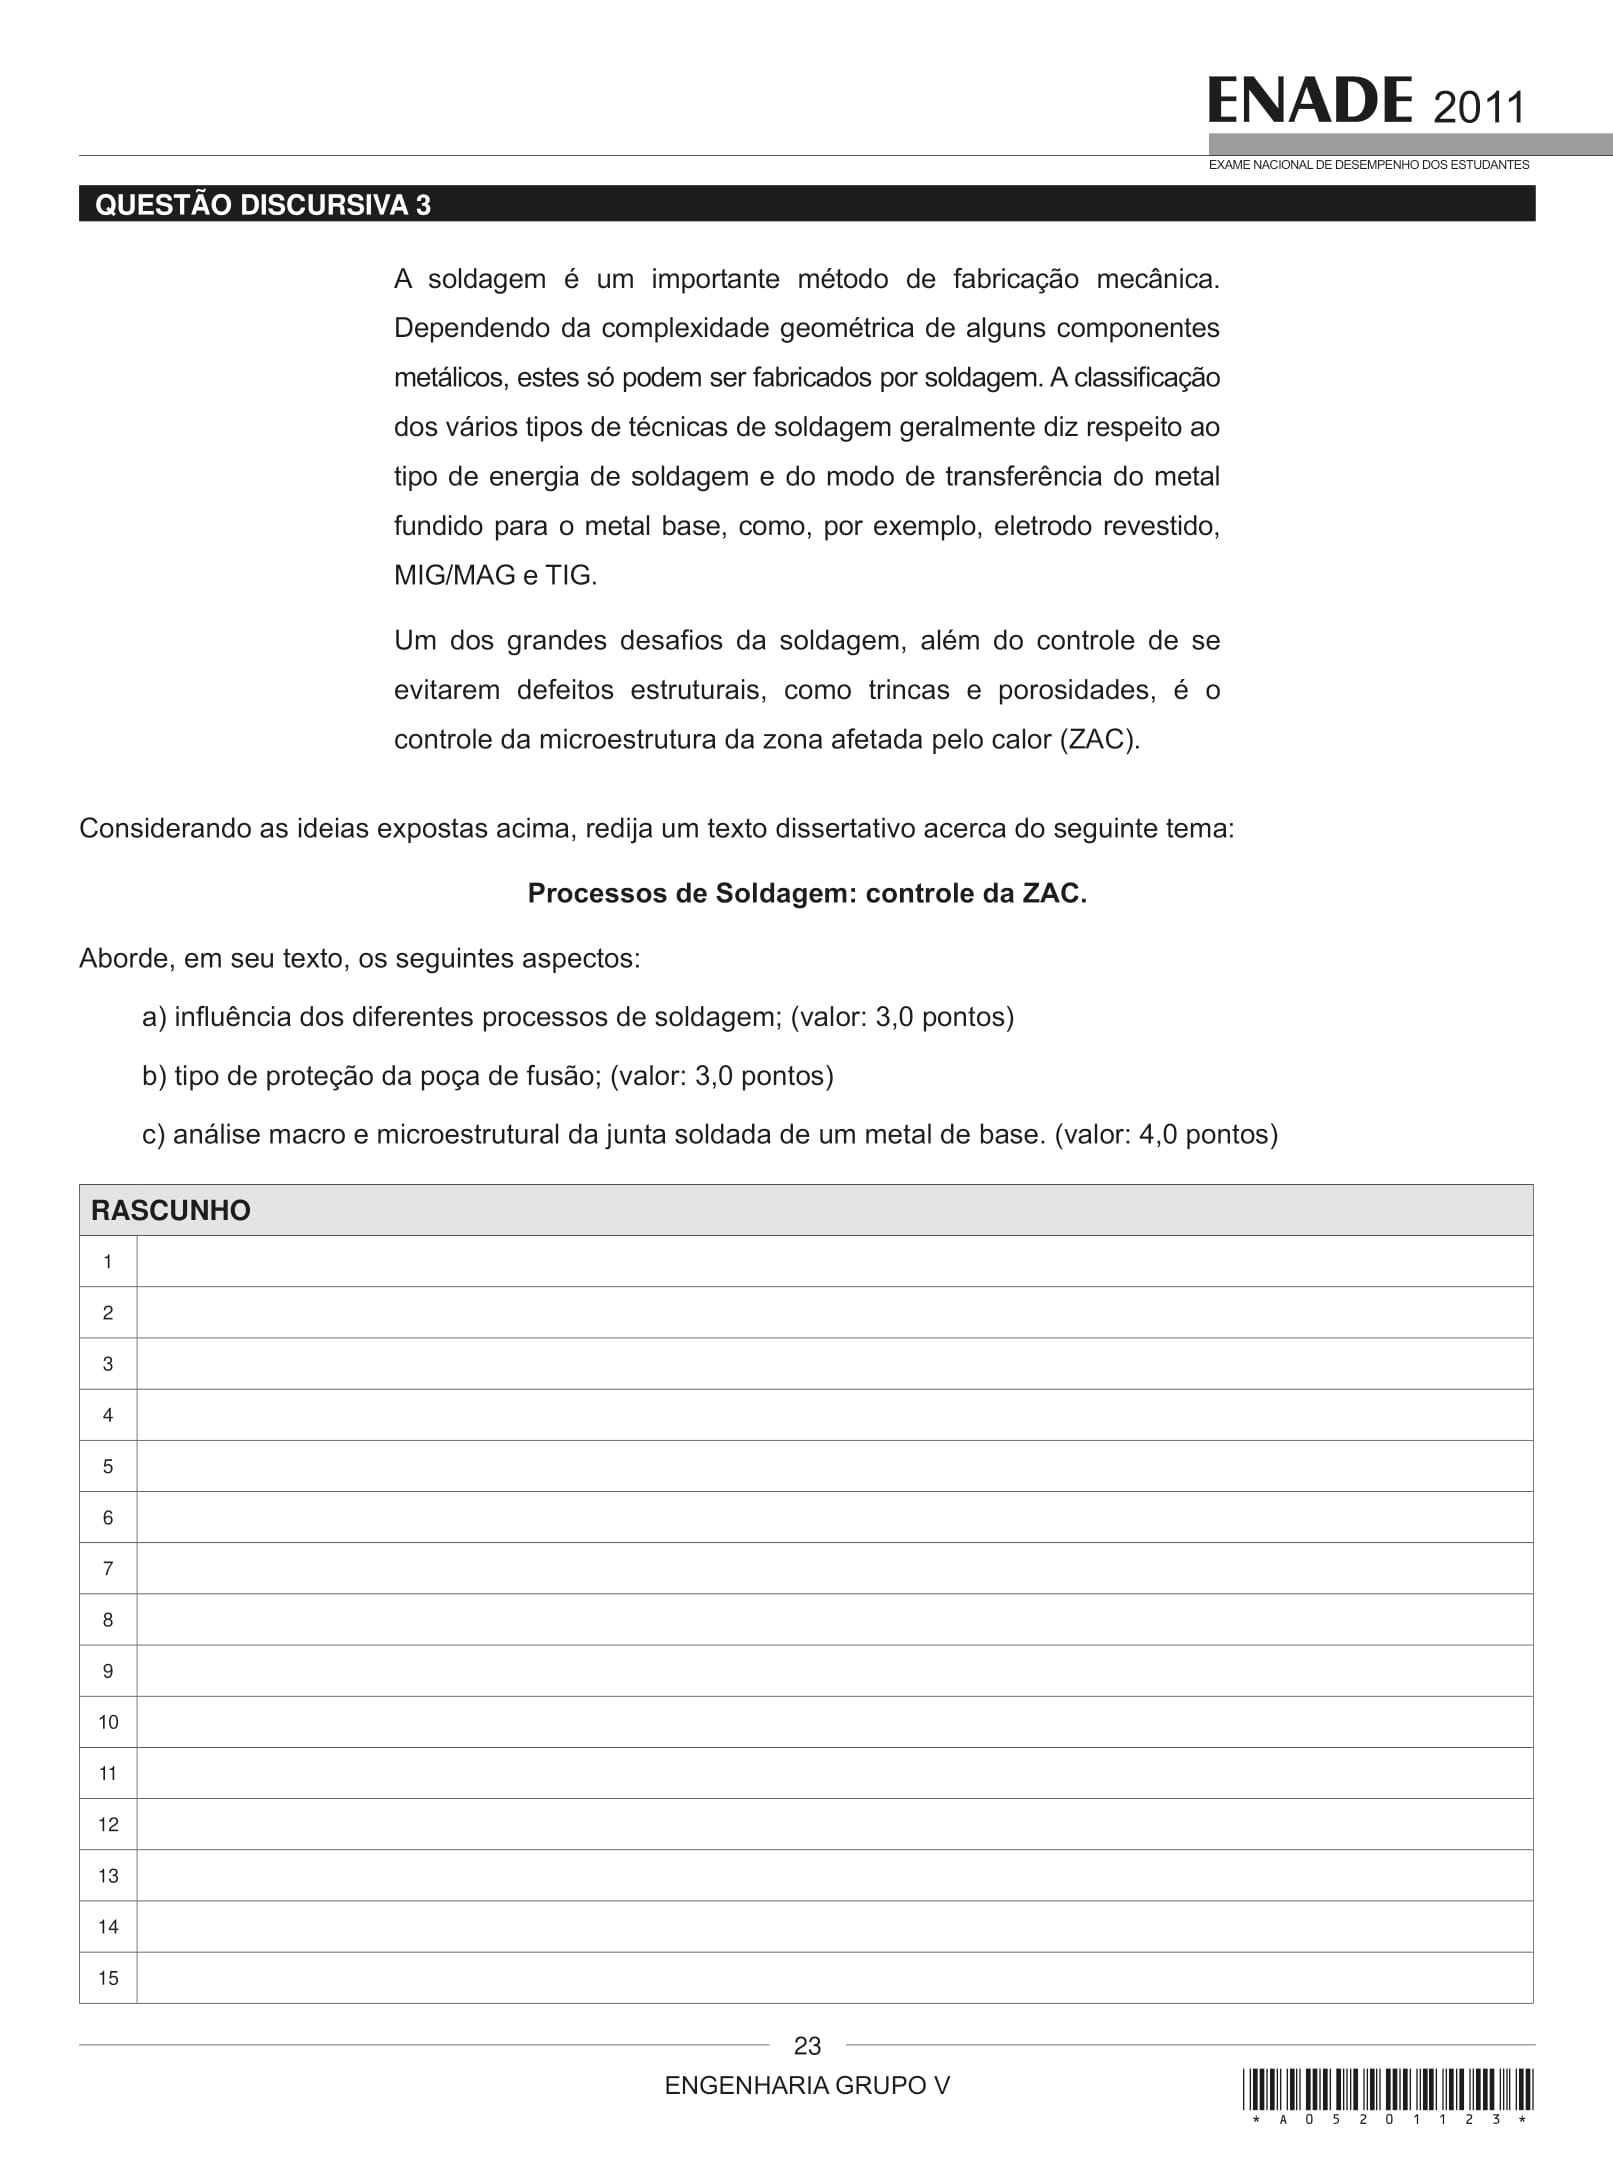 ENADE 2011
EXAME NACIONAL DE DESEMPENHO DOS ESTUDANTES
QUESTÃO DISCURSIVA 3
A soldagem é um importante método de fabricação mecânica.
Dependendo da complexidade geométrica de alguns componentes
metálicos, estes só podem ser fabricados por soldagem. A classificação
dos vários tipos de técnicas de soldagem geralmente diz respeito ao
tipo de energia de soldagem e do modo de transferência do metal
fundido para o metal base, como, por exemplo, eletrodo revestido,
MIG/MAG e TIG.
Um dos grandes desafios da soldagem, além do controle de se
evitarem defeitos estruturais, como trincas e porosidades, é o
controle da microestrutura da zona afetada pelo calor (ZAC).
Considerando as ideias expostas acima, redija um texto dissertativo acerca do seguinte tema:
Processos de Soldagem: controle da ZAC.
Aborde, em seu texto, os seguintes aspectos:
a) influência dos diferentes processos de soldagem; (valor: 3,0 pontos)
b) tipo de proteção da poça de fusão; (valor: 3,0 pontos)
c) análise macro e microestrutural da junta soldada de um metal de base. (valor: 4,0 pontos)
RASCUNHO
1
2
3
4
5
6
7
8
9
10
11
12
13
14
15
23
ENGENHARIA GRUPO V
* A 0 5 2 0 1 1 2 3 *